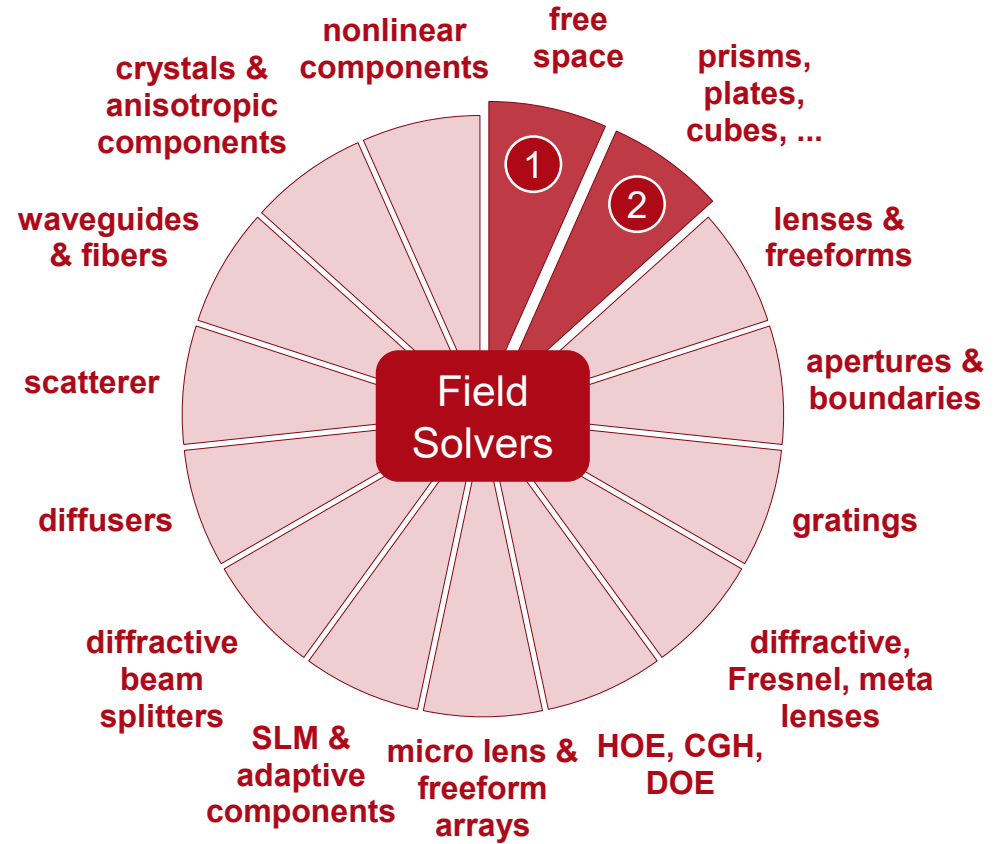 free
space
prisms,
plates,
cubes, ...
lenses &
freeforms
apertures &
boundaries
gratings
diffractive,
Fresnel, meta
lenses
HOE, CGH,
DOE
micro lens &
freeform
arrays
SLM &
adaptive
components
diffractive
beam
splitters
diffusers
scatterer
waveguides
& fibers
crystals &
anisotropic
components
nonlinear
components
1
2
Field
Solvers